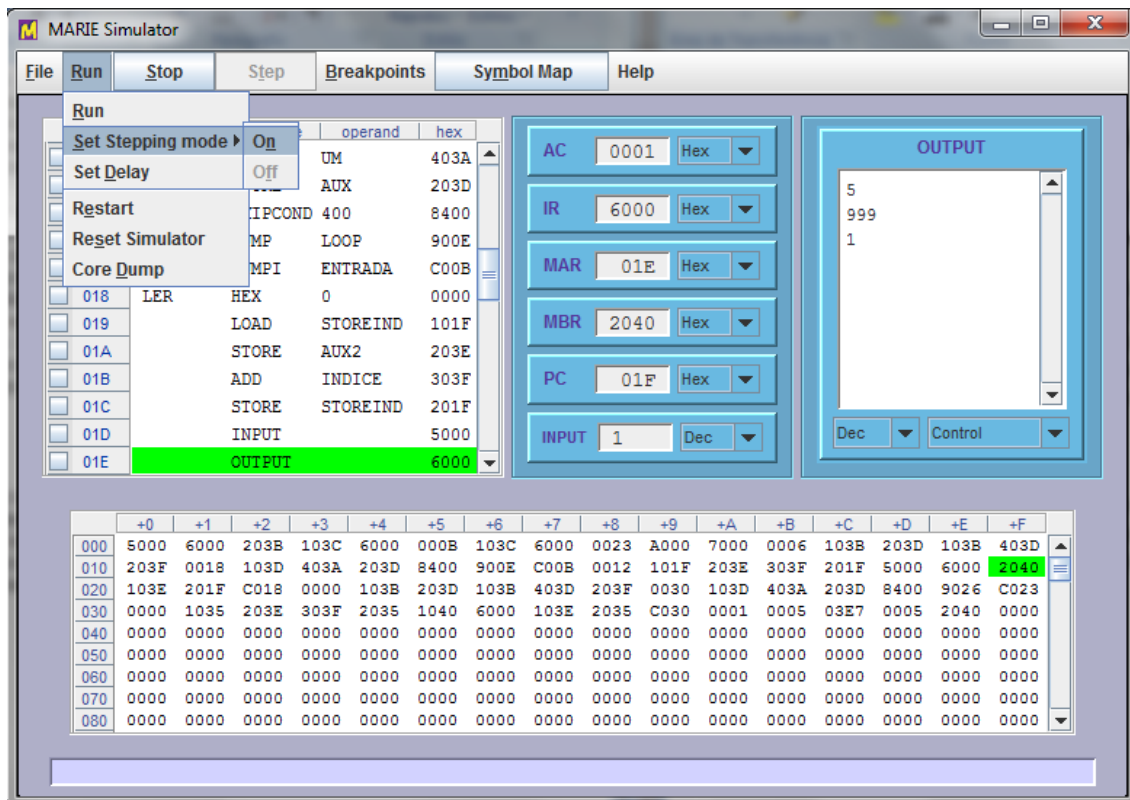 MARIE Simulator
File Run Stop Step Breakpoints Symbol Map Help
Run
Set Stepping mode On
Set Delay Off
Restart
Reset Simulator
Core Dump
operand hex
UM 403A
AUX 203D
400 8400
LOOP 900E
ENTRADA C00B
018 LER HEX 0 0000
019 LOAD STOREIND 101F
01A STORE AUX2 203E
01B ADD INDICE 303F
01C STORE STOREIND 201F
01D INPUT 5000
01E OUTPUT 6000
AC 0001 Hex
IR 6000 Hex
MAR 01E Hex
MBR 2040 Hex
PC 01F Hex
INPUT 1 Dec
OUTPUT
5
999
1
Dec Control
+0 +1 +2 +3 +4 +5 +6 +7 +8 +9 +A +B +C +D +E +F
000 5000 6000 203B 103C 6000 000B 103C 6000 0023 A000 7000 0006 103B 203D 103B 403D
010 203F 0018 103D 403A 203D 8400 900E C00B 0012 101F 203E 303F 201F 5000 6000 2040
020 103E 201F C018 0000 103B 203D 103B 403D 203F 0030 103D 403A 203D 8400 9026 C023
030 0000 1035 203E 303F 2035 1040 6000 103E 2035 C030 0001 0005 03E7 0005 2040 0000
040 0000 0000 0000 0000 0000 0000 0000 0000 0000 0000 0000 0000 0000 0000 0000 0000
050 0000 0000 0000 0000 0000 0000 0000 0000 0000 0000 0000 0000 0000 0000 0000 0000
060 0000 0000 0000 0000 0000 0000 0000 0000 0000 0000 0000 0000 0000 0000 0000 0000
070 0000 0000 0000 0000 0000 0000 0000 0000 0000 0000 0000 0000 0000 0000 0000 0000
080 0000 0000 0000 0000 0000 0000 0000 0000 0000 0000 0000 0000 0000 0000 0000 0000